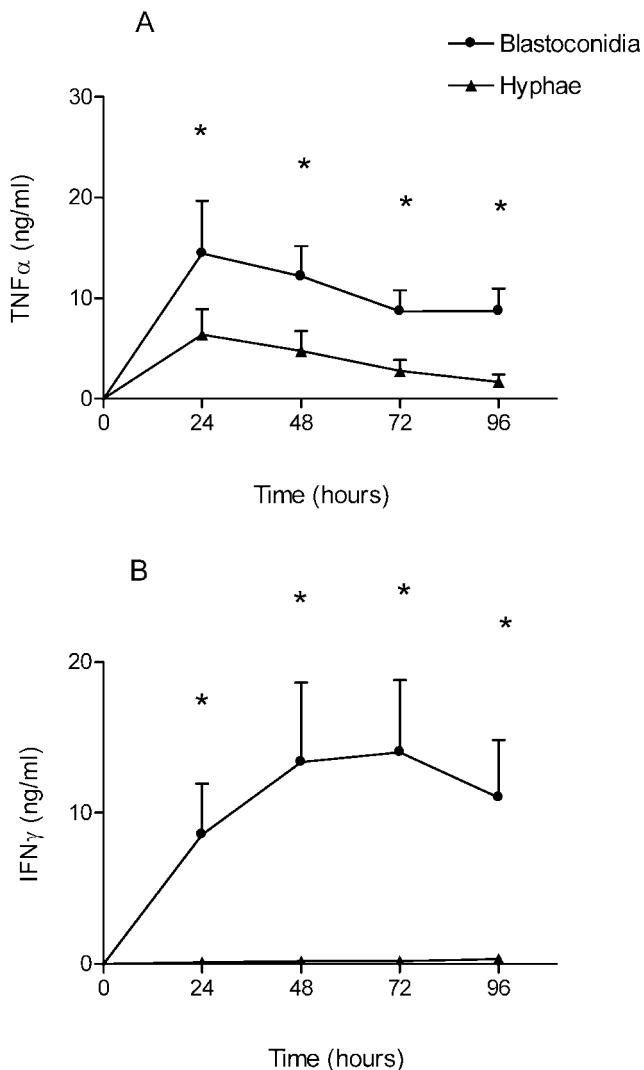 A
Blastoconidia
Hyphae
TNFα (ng/ml)
30
20
10
0
* * * *
0 24 48 72 96
Time (hours)
B
IFNγ (ng/ml)
20
10
0
* * * *
0 24 48 72 96
Time (hours)